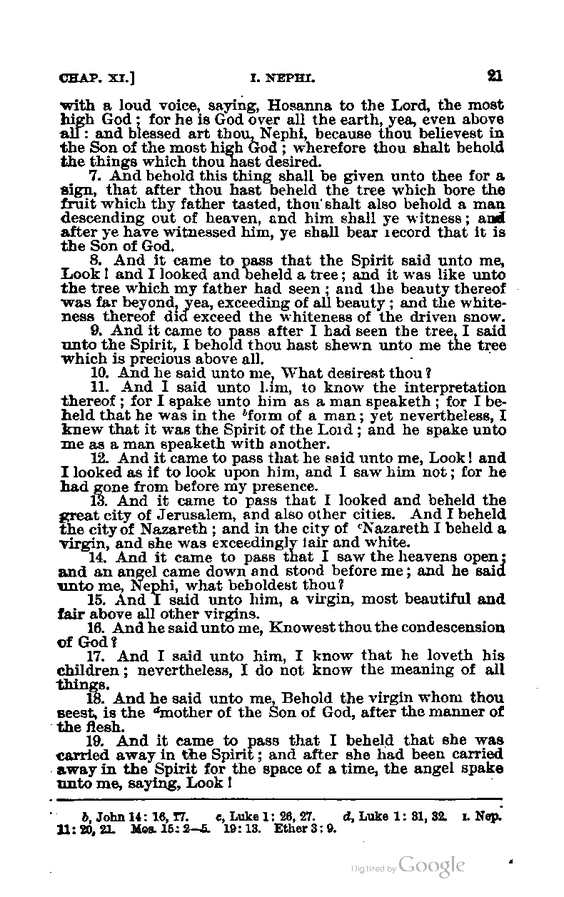 CHAP. XI.] I. NEPHI. 21
with a loud voice, saying, Hosanna to the Lord, the most
high God; for he is God over all the earth, yea, even above
all: and blessed art thou, Nephi, because thou believest in
the Son of the most high God; wherefore thou shalt behold
the things which thou hast desired.
7. And behold this thing shall be given unto thee for a
sign, that after thou hast beheld the tree which bore the
fruit which thy father tasted, thou shalt also behold a man
descending out of heaven, and him shall ye witness; and
after ye have witnessed him, ye shall bear record that it is
the Son of God.
8. And it came to pass that the Spirit said unto me,
Look! and I looked and beheld a tree; and it was like unto
the tree which my father had seen; and the beauty thereof
was far beyond, yea, exceeding of all beauty; and the white-
ness thereof did exceed the whiteness of the driven snow.
9. And it came to pass after I had seen the tree, I said
unto the Spirit, I behold thou hast shewn unto me the tree
which is precious above all.
10. And he said unto me, What desirest thou?
11. And I said unto him, to know the interpretation
thereof; for I spake unto him as a man speaketh; for I be-
held that he was in the bform of a man; yet nevertheless, I
knew that it was the Spirit of the Lord; and he spake unto
me as a man speaketh with another.
12. And it came to pass that he said unto me, Look! and
I looked as if to look upon him, and I saw him not; for he
had gone from before my presence.
13. And it came to pass that I looked and beheld the
great city of Jerusalem, and also other cities. And I beheld
the city of Nazareth; and in the city of cNazareth I beheld a
virgin, and she was exceedingly fair and white.
14. And it came to pass that I saw the heavens open;
and an angel came down and stood before me; and he said
unto me, Nephi, what beholdest thou?
15. And I said unto him, a virgin, most beautiful and
fair above all other virgins.
16. And he said unto me, Knowest thou the condescension
of God?
17. And I said unto him, I know that he loveth his
children; nevertheless, I do not know the meaning of all
things.
18. And he said unto me, Behold the virgin whom thou
seest, is the dmother of the Son of God, after the manner of
the flesh.
19. And it came to pass that I beheld that she was
carried away in the Spirit; and after she had been carried
away in the Spirit for the space of a time, the angel spake
unto me, saying, Look!
b, John 14: 16, 17. c, Luke 1: 26, 27. d, Luke 1: 31, 32. I. Nep.
11: 20, 21. Mos. 15: 2—5. 19: 13. Ether 3: 9.
Digitized by Google